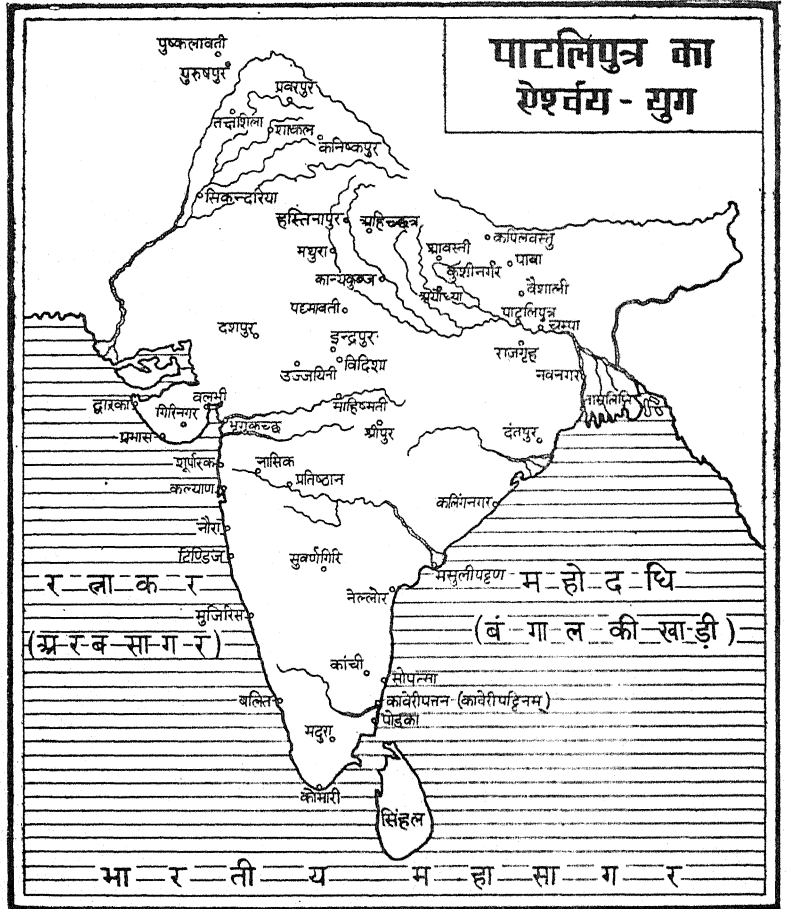 पाटलिपुत्र का
ऐश्र्वय - युग
पुष्कलावती
पुरुषपुर
प्रवरपुर
तक्षशिला
शाकल
कनिष्कपुर
सिकन्दरिया
हस्तिनापुर
अहिच्छत्र
श्रावस्ती
कपिलवस्तु
मथुरा
कुशीनगर
पाबा
कान्यकुब्ज
अयोध्या
वैशाली
पद्मावती
पाटलिपुत्र
चम्पा
दशपुर
इन्द्रपुर
राजगृह
उज्जयिनी
विदिशा
नवनगर
द्वारका
वलभी
गिरिनगर
माहिष्मती
ताम्रलिप्ति
प्रभास
भृगुकच्छ
श्रीपुर
दंतपुर
शूर्पारक
नासिक
कल्याण
प्रतिष्ठान
कलिंगनगर
नौरा
टिण्डिज
सुवर्णगिरि
मसुलीपट्टण
र त्ना क र
म हो द धि
नेल्लोर
मुजिरिस
(अ र ब सा ग र)
(बं गा ल की खा ड़ी)
कांची
सोपत्मा
बलित
कावेरीपत्तन (कावेरीपट्टिनम्)
पोडुका
मदुरा
कोमारी
सिंहल
भा र ती य म हा सा ग र